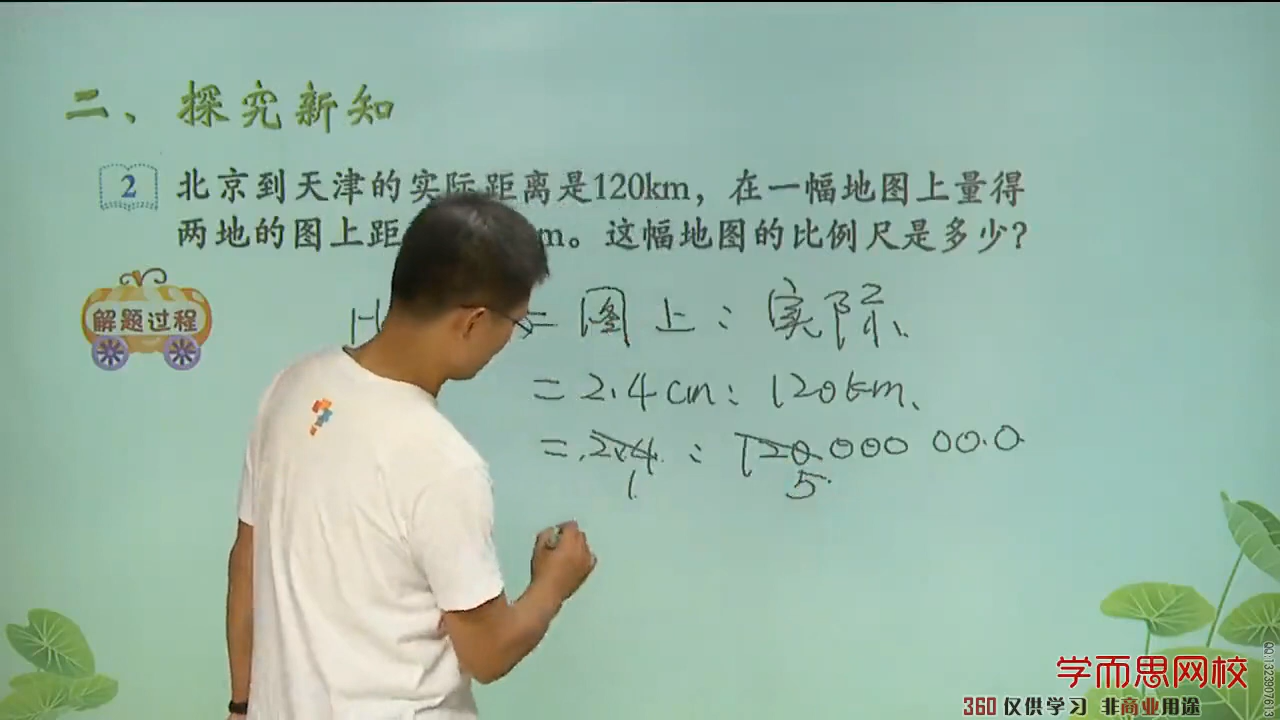 二、探究新知
2 北京到天津的实际距离是120km，在一幅地图上量得
两地的图上距 m。这幅地图的比例尺是多少？
解题过程
= 图上：实际
= 2.4cm：120km.
= 2.4 ： 120 000 00.0
1 5
学而思网校
360 仅供学习 非商业用途